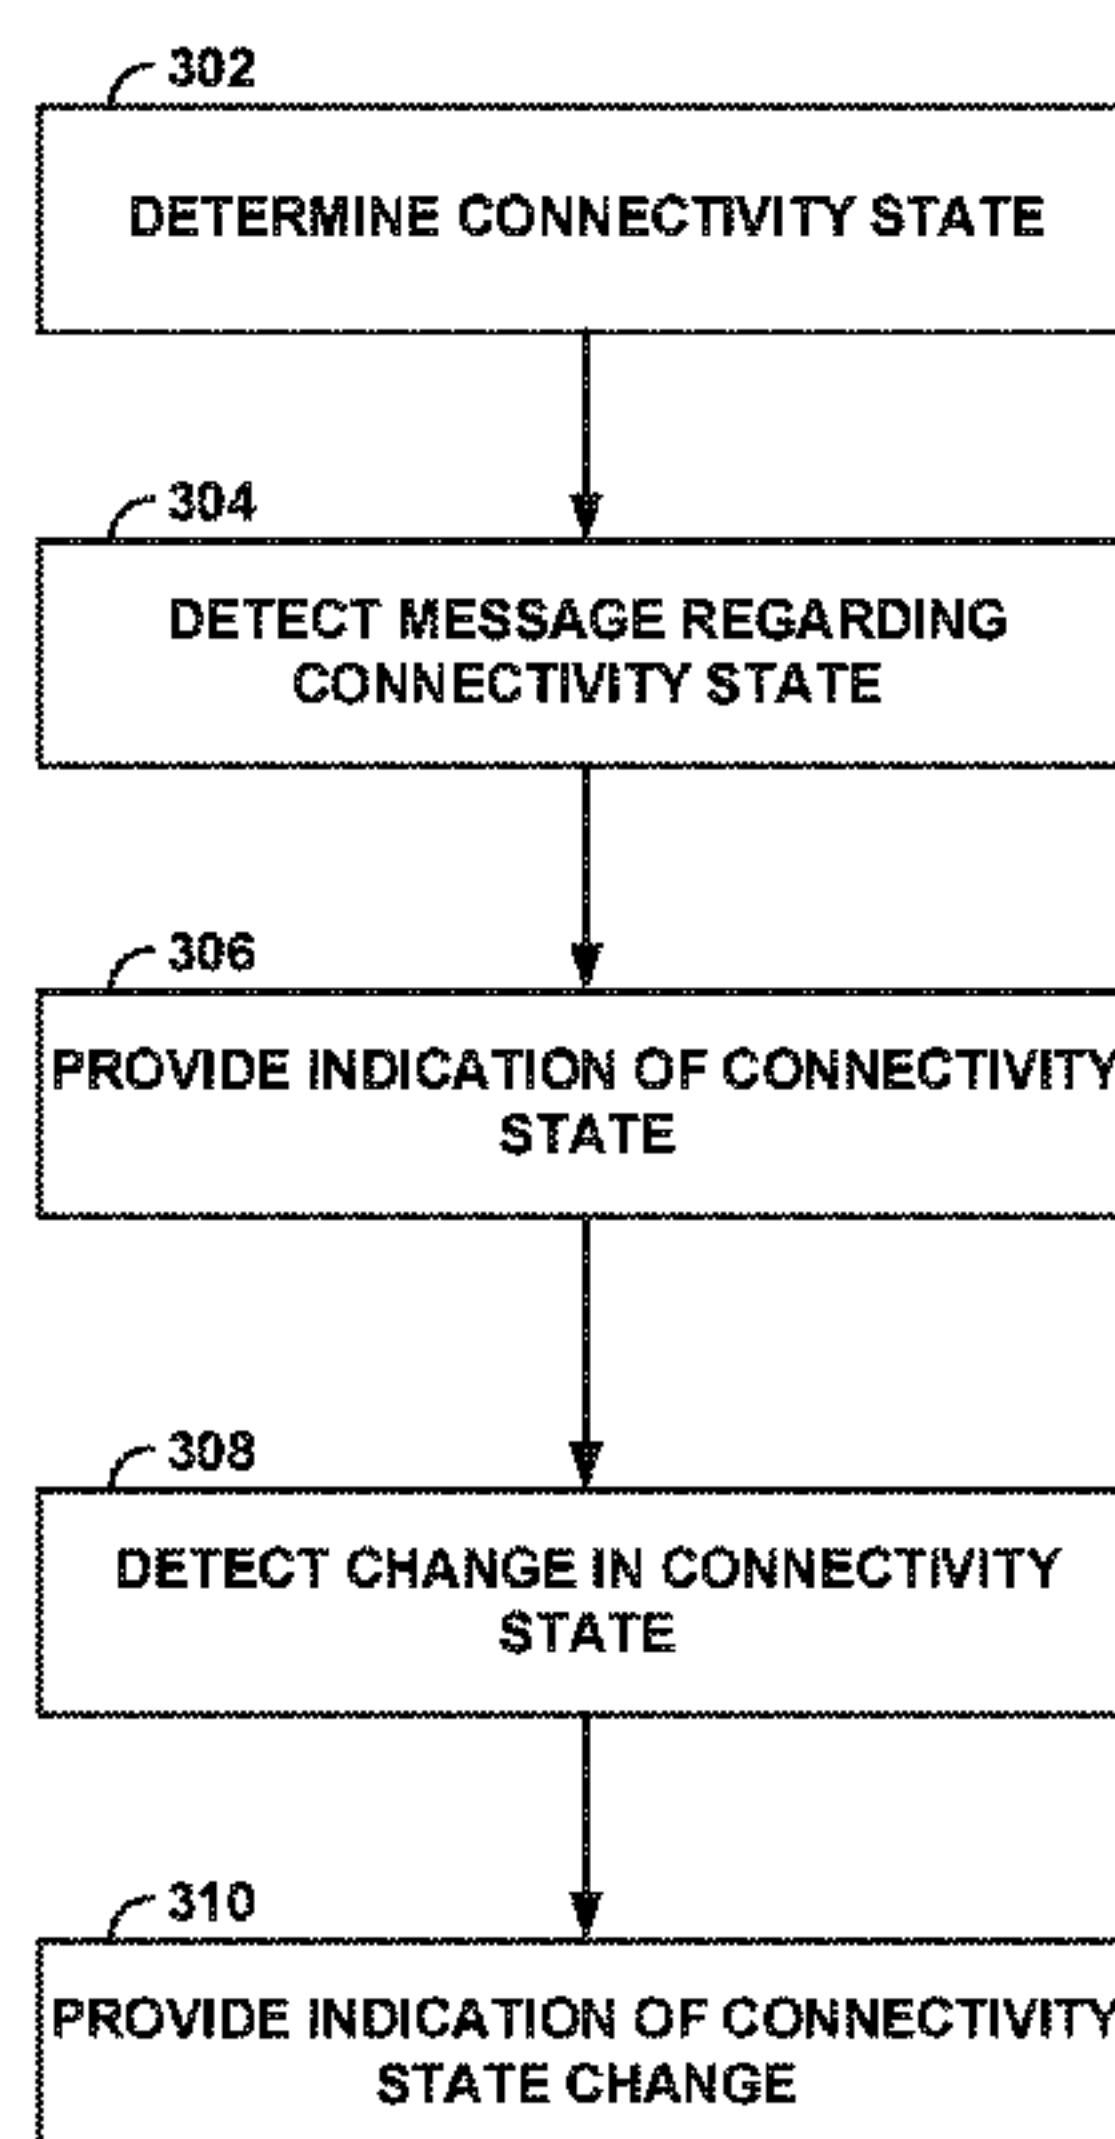 302
DETERMINE CONNECTIVITY STATE
304
DETECT MESSAGE REGARDING
CONNECTIVITY STATE
306
PROVIDE INDICATION OF CONNECTIVITY
STATE
308
DETECT CHANGE IN CONNECTIVITY
STATE
310
PROVIDE INDICATION OF CONNECTIVITY
STATE CHANGE